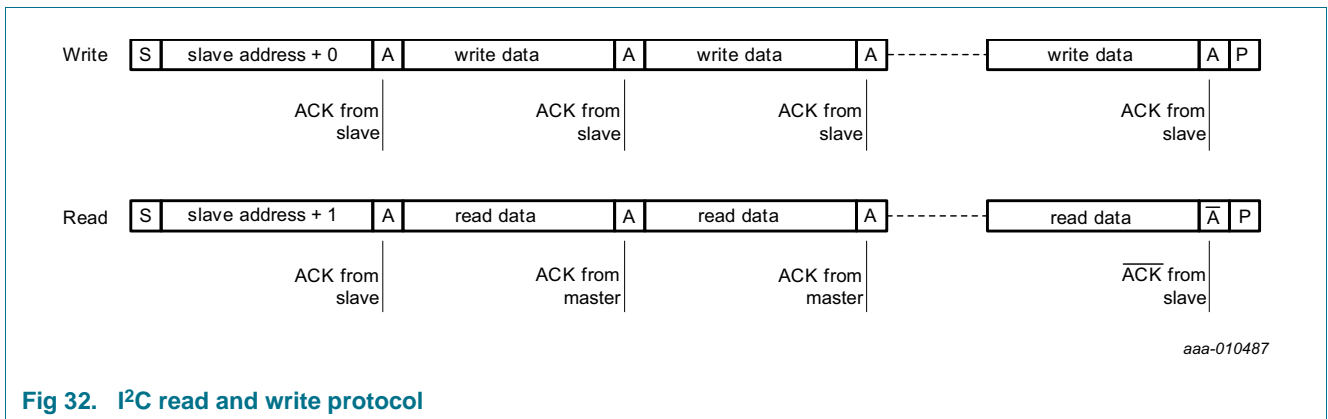 Write S slave address + 0 A write data A write data A write data A P
ACK from slave ACK from slave ACK from slave ACK from slave
Read S slave address + 1 A read data A read data A read data A̅ P
ACK from slave ACK from master ACK from master A̅C̅K̅ from slave
aaa-010487
Fig 32. I²C read and write protocol